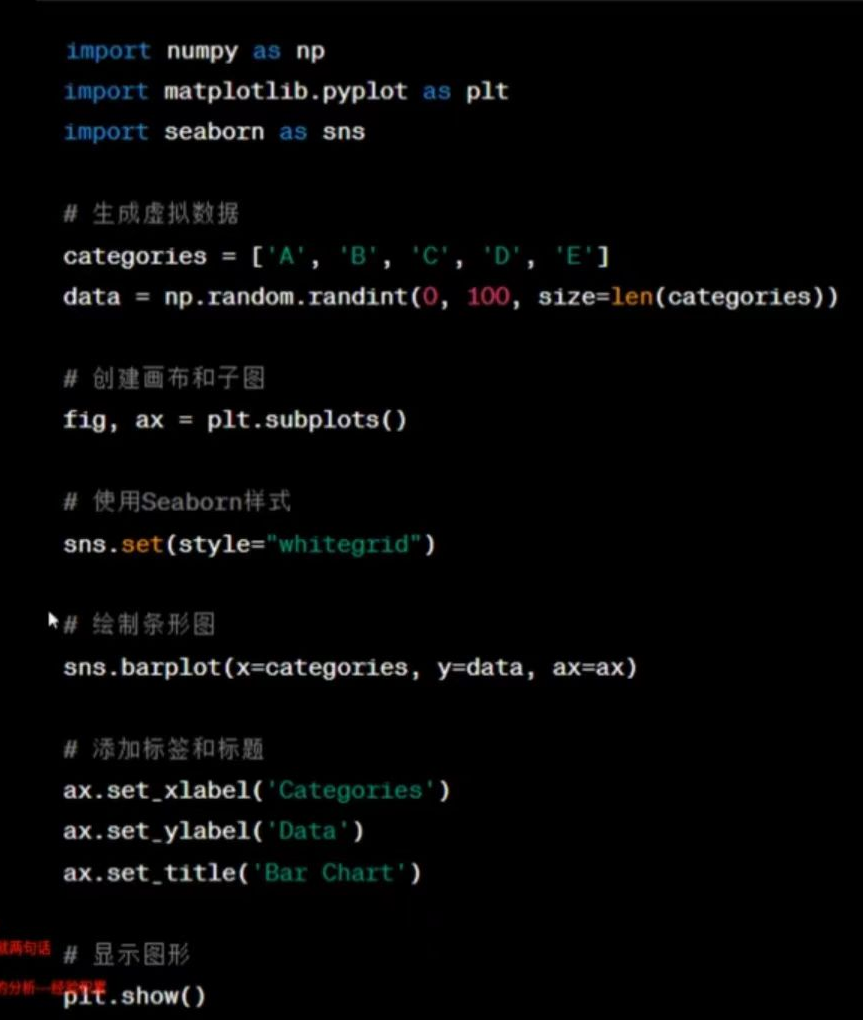 import numpy as np
import matplotlib.pyplot as plt
import seaborn as sns
# 生成虚拟数据
categories = ['A', 'B', 'C', 'D', 'E']
data = np.random.randint(0, 100, size=len(categories))
# 创建画布和子图
fig, ax = plt.subplots()
# 使用Seaborn样式
sns.set(style="whitegrid")
# 绘制条形图
sns.barplot(x=categories, y=data, ax=ax)
# 添加标签和标题
ax.set_xlabel('Categories')
ax.set_ylabel('Data')
ax.set_title('Bar Chart')
两句话
# 显示图形
的分析一经验
plt.show()